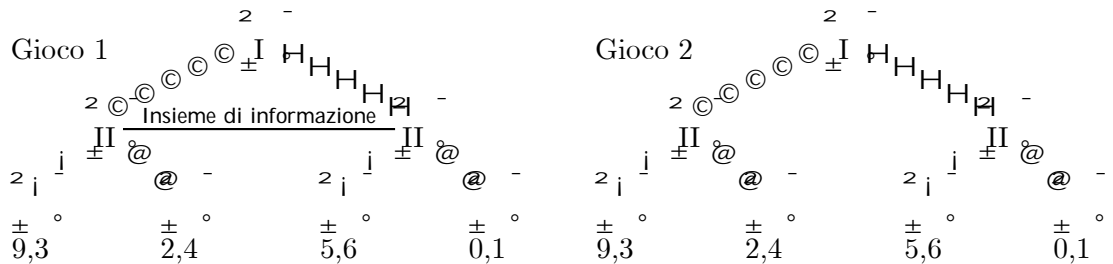 Gioco 1
Gioco 2
I
I
Insieme di informazione
II
II
II
II
9,3
2,4
5,6
0,1
9,3
2,4
5,6
0,1